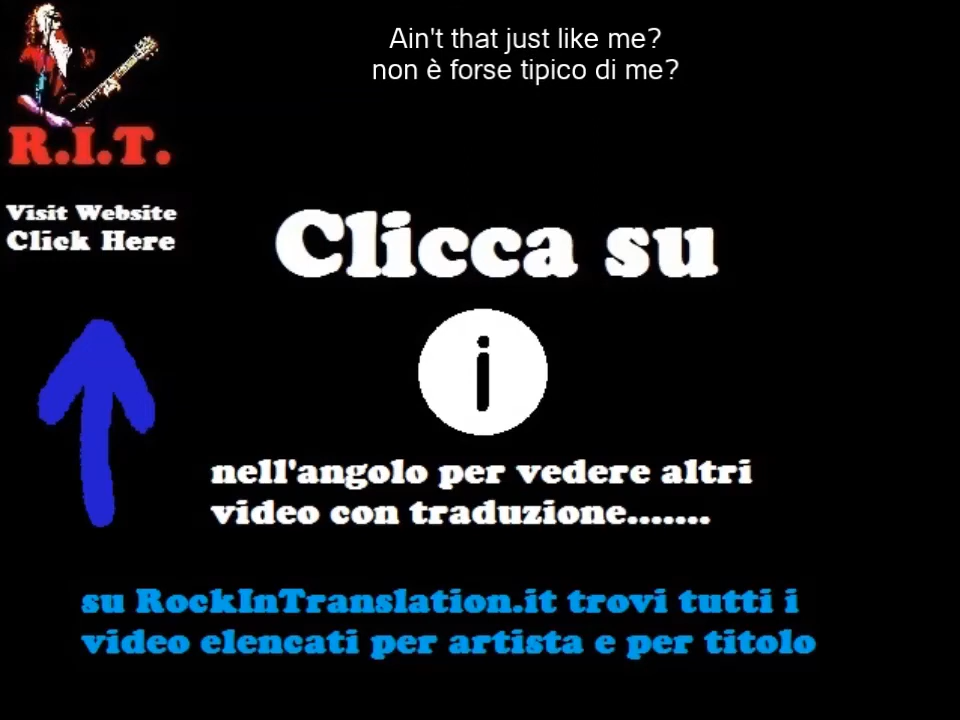 Ain't that just like me?
non è forse tipico di me?
R.I.T.
Visit Website
Click Here
Clicca su
i
nell'angolo per vedere altri
video con traduzione.......
su RockInTranslation.it trovi tutti i
video elencati per artista e per titolo